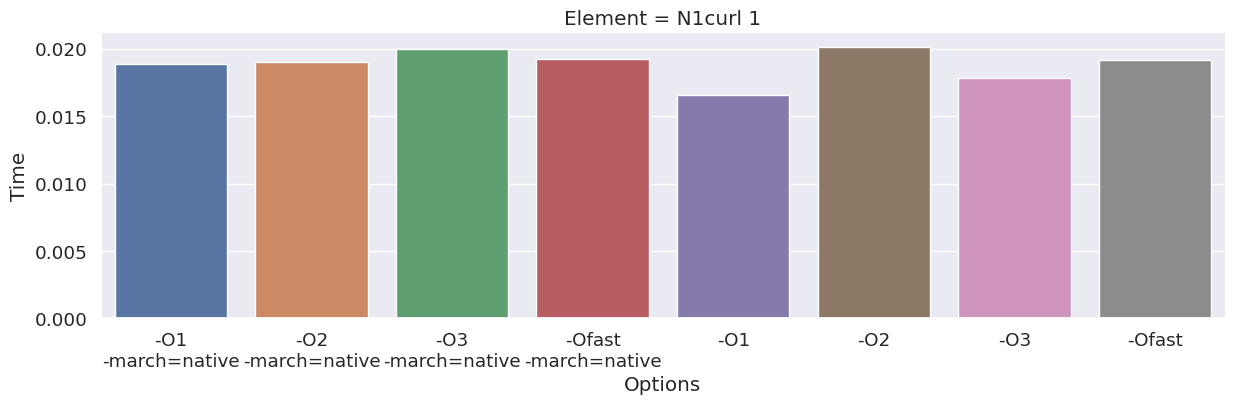 Element = N1curl 1
0.020
0.015
0.010
0.005
0.000
Time
-O1 -O2 -O3 -Ofast -O1 -O2 -O3 -Ofast
-march=native -march=native -march=native -march=native
Options